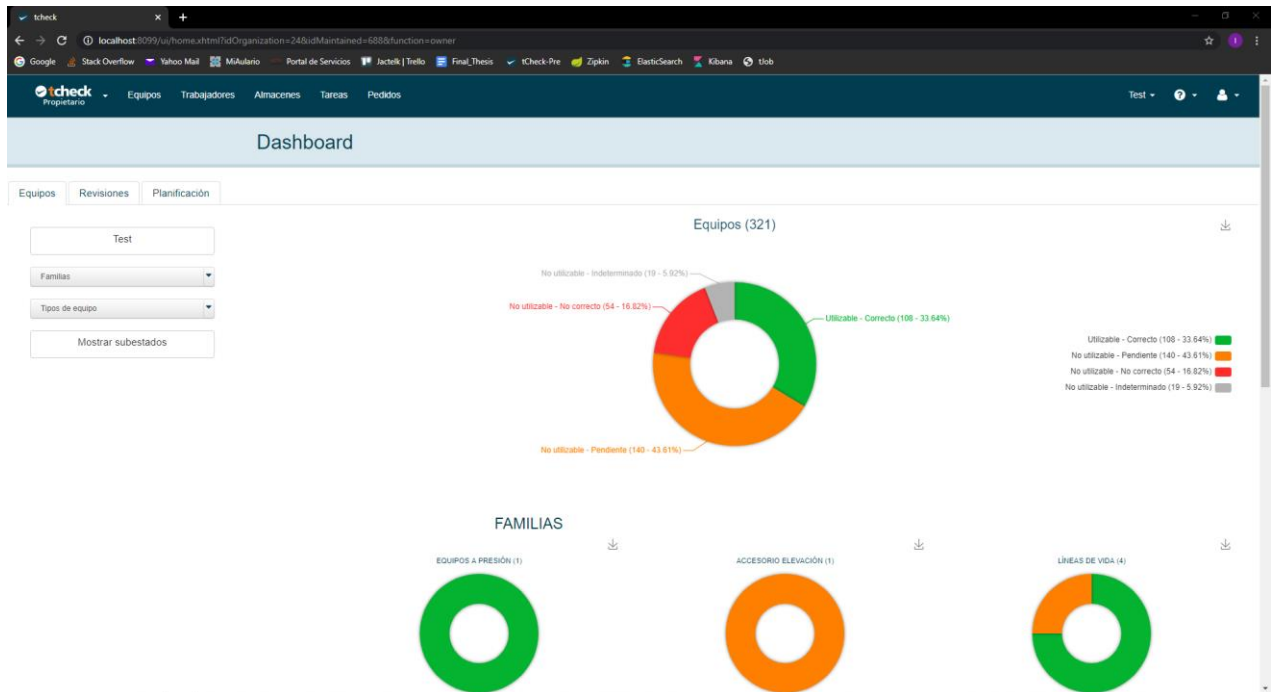 tcheck
localhost:8099/ui/home.xhtml?idOrganization=24&idMaintained=688&function=owner
Google Stack Overflow Yahoo Mail MiAulario Portal de Servicios Jactelk | Trello Final_Thesis tCheck-Pre Zipkin ElasticSearch Kibana tJob
tcheck Propietario Equipos Trabajadores Almacenes Tareas Pedidos Test
Dashboard
Equipos Revisiones Planificación
Equipos (321)
Test
Familias
Tipos de equipo
Mostrar subestados
No utilizable - Indeterminado (19 - 5.92%)
No utilizable - No correcto (54 - 16.82%)
Utilizable - Correcto (108 - 33.64%)
No utilizable - Pendiente (140 - 43.61%)
Utilizable - Correcto (108 - 33.64%)
No utilizable - Pendiente (140 - 43.61%)
No utilizable - No correcto (54 - 16.82%)
No utilizable - Indeterminado (19 - 5.92%)
FAMILIAS
EQUIPOS A PRESIÓN (1)
ACCESORIO ELEVACIÓN (1)
LÍNEAS DE VIDA (4)